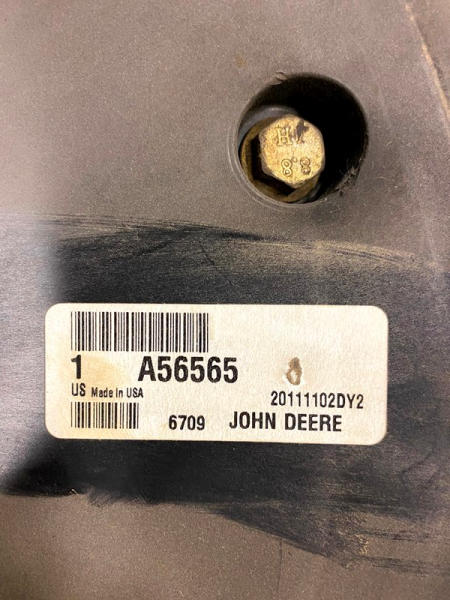 8.8
1 A56565
US Made in USA
20111102DY2
6709 JOHN DEERE